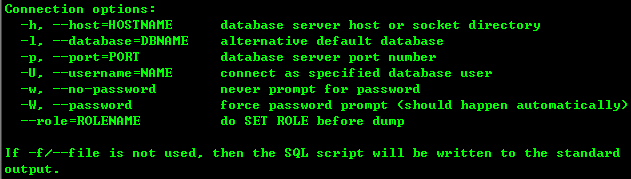 Connection options:
  -h, --host=HOSTNAME      database server host or socket directory
  -l, --database=DBNAME    alternative default database
  -p, --port=PORT          database server port number
  -U, --username=NAME      connect as specified database user
  -w, --no-password        never prompt for password
  -W, --password           force password prompt (should happen automatically)
  --role=ROLENAME          do SET ROLE before dump

If -f/--file is not used, then the SQL script will be written to the standard
output.